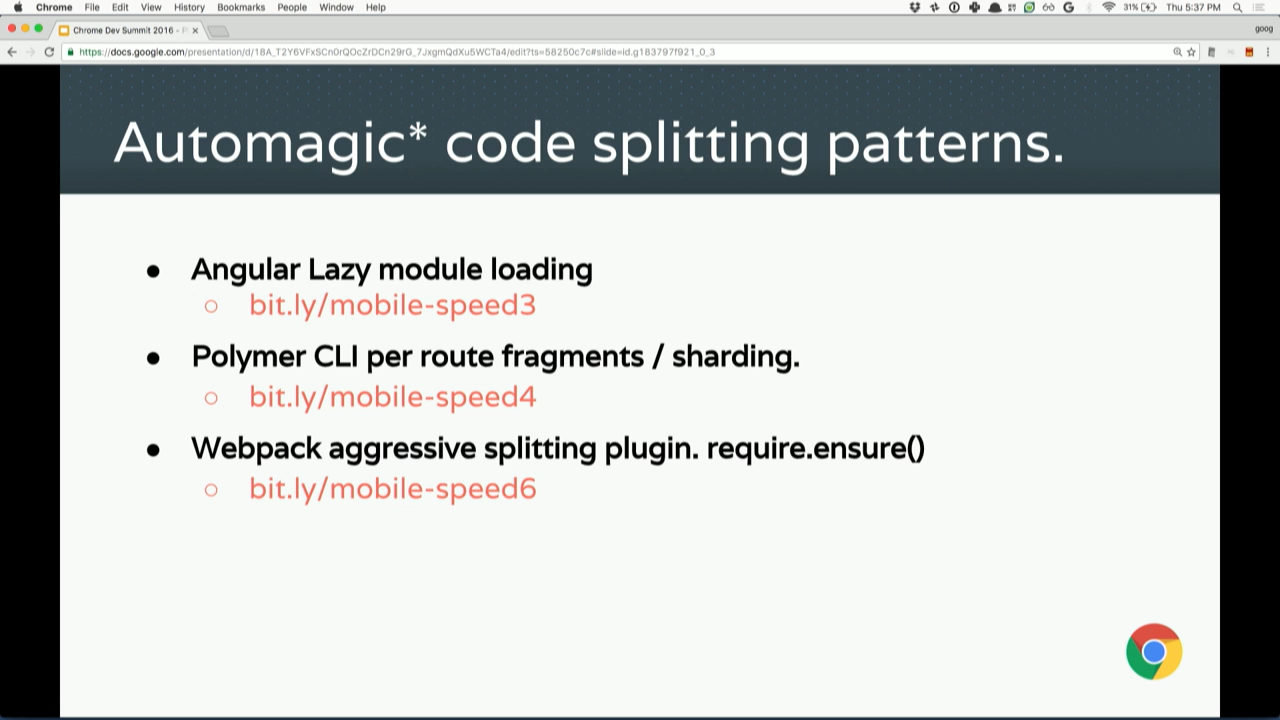 Chrome File Edit View History Bookmarks People Window Help
31% Thu 5:37 PM
Chrome Dev Summit 2016 -
goog
https://docs.google.com/presentation/d/18A_T2Y6VFxSCn0rQOcZrDCn29rG_7JxgmQdXu5WCTa4/edit?ts=58250c7c#slide=id.g183797f921_0_3
Automagic* code splitting patterns.
● Angular Lazy module loading
○ bit.ly/mobile-speed3
● Polymer CLI per route fragments / sharding.
○ bit.ly/mobile-speed4
● Webpack aggressive splitting plugin. require.ensure()
○ bit.ly/mobile-speed6